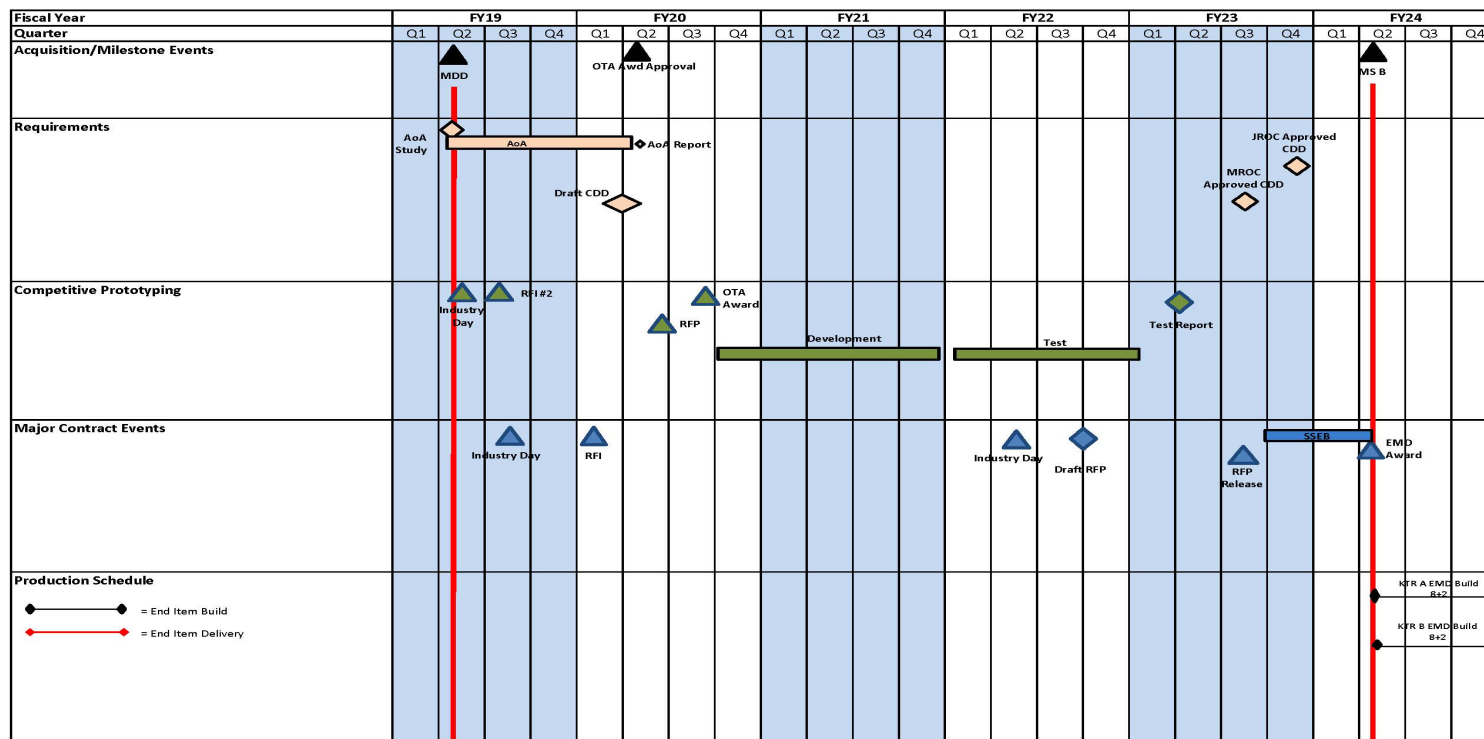 Fiscal Year FY19 FY20 FY21 FY22 FY23 FY24
Quarter Q1 Q2 Q3 Q4 Q1 Q2 Q3 Q4 Q1 Q2 Q3 Q4 Q1 Q2 Q3 Q4 Q1 Q2 Q3 Q4 Q1 Q2 Q3 Q4
Acquisition/Milestone Events
MDD
OTA Awd Approval
MS B
Requirements
AoA
Study
AoA
AoA Report
Draft CDD
JROC Approved
CDD
MROC
Approved CDD
Competitive Prototyping
Industry
Day
RFI #2
RFP
OTA
Award
Development
Test
Test Report
Major Contract Events
Industry Day
RFI
Industry Day
Draft RFP
RFP
Release
SSEB
EMD
Award
Production Schedule
= End Item Build
= End Item Delivery
KTR A EMD Build
8+2
KTR B EMD Build
8+2